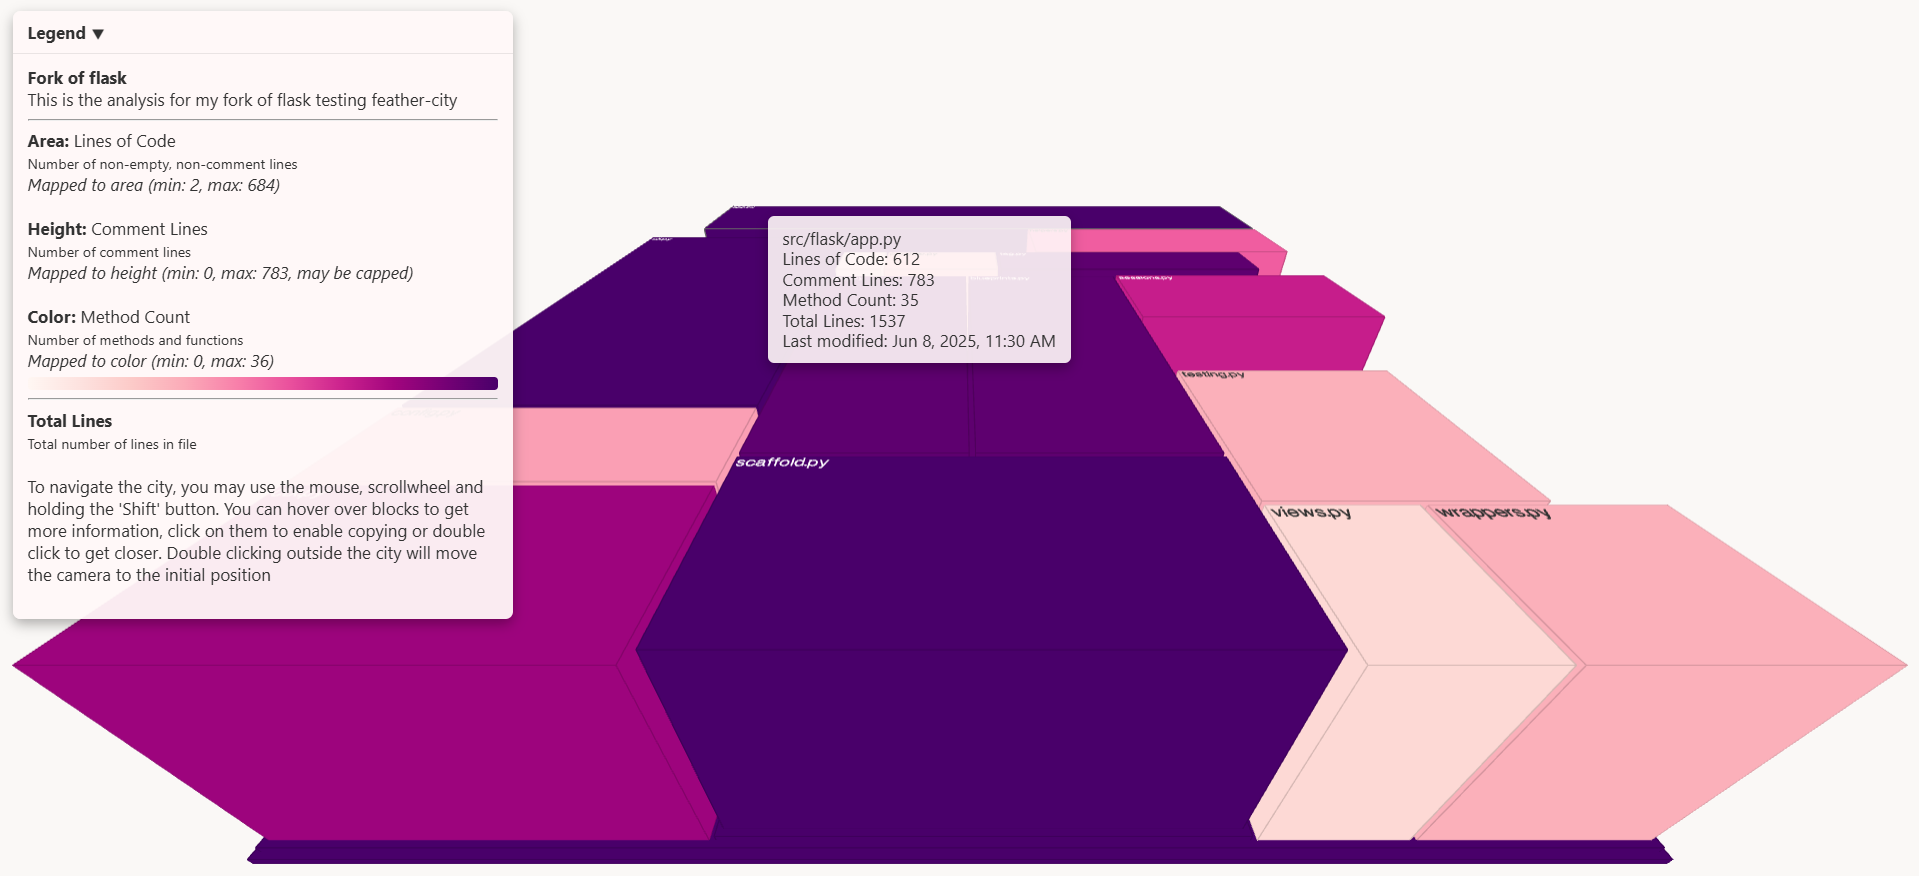 Legend ▼
Fork of flask
This is the analysis for my fork of flask testing feather-city
Area: Lines of Code
Number of non-empty, non-comment lines
Mapped to area (min: 2, max: 684)
Height: Comment Lines
Number of comment lines
Mapped to height (min: 0, max: 783, may be capped)
Color: Method Count
Number of methods and functions
Mapped to color (min: 0, max: 36)
Total Lines
Total number of lines in file
To navigate the city, you may use the mouse, scrollwheel and
holding the 'Shift' button. You can hover over blocks to get
more information, click on them to enable copying or double
click to get closer. Double clicking outside the city will move
the camera to the initial position
src/flask/app.py
Lines of Code: 612
Comment Lines: 783
Method Count: 35
Total Lines: 1537
Last modified: Jun 8, 2025, 11:30 AM
sessions.py
testing.py
scaffold.py
views.py
wrappers.py